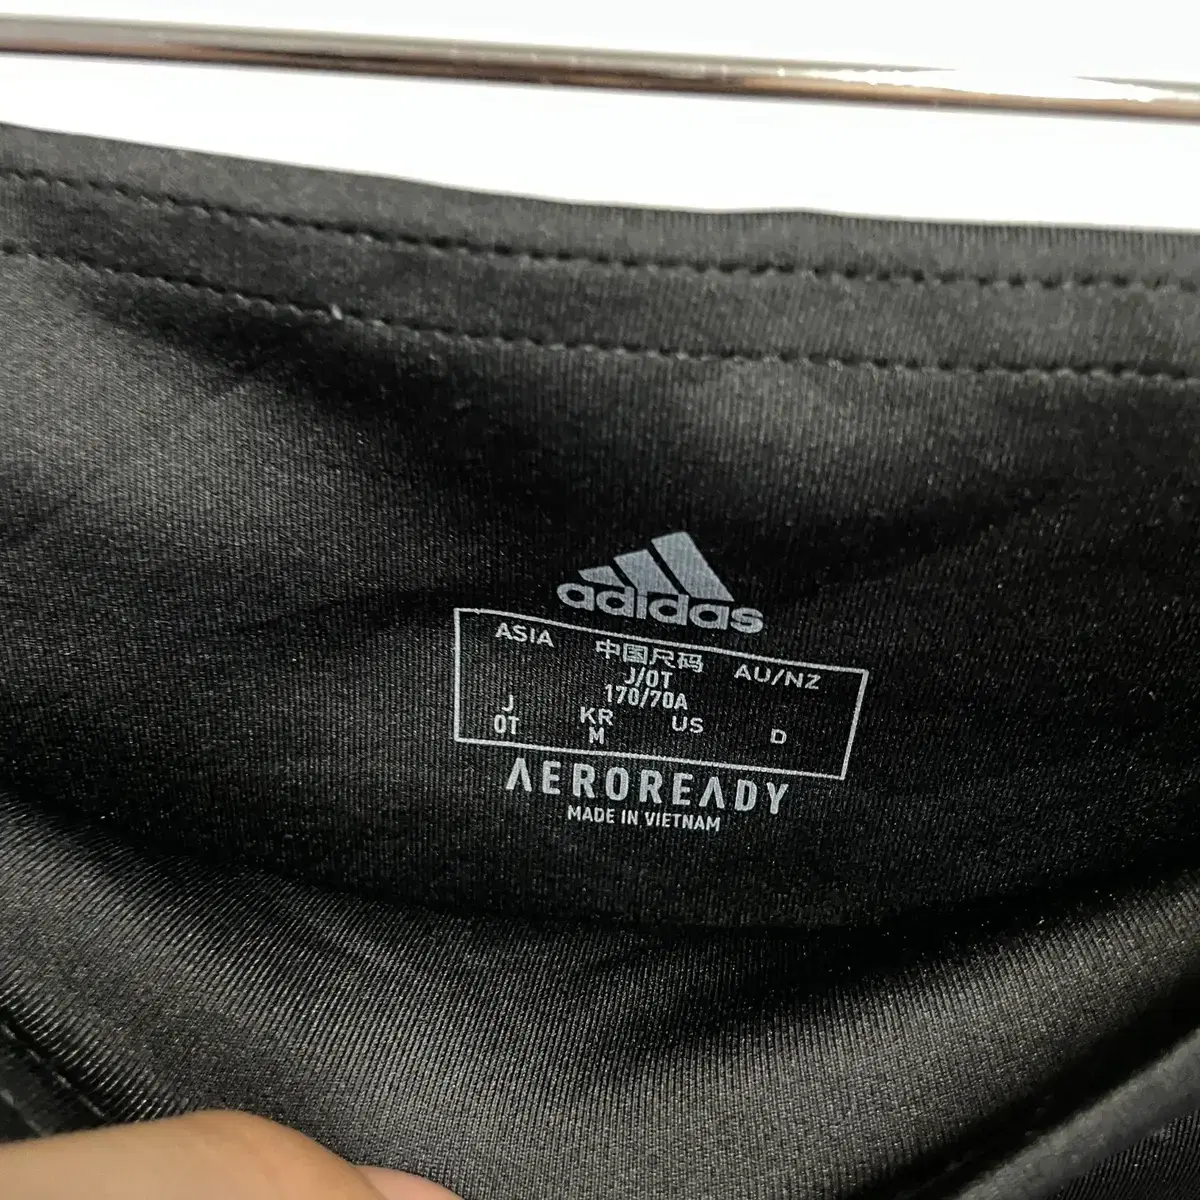 adidas
ASIA 中国尺码 AU/NZ
J/OT
170/70A
J KR US D
OT M
AEROREADY
MADE IN VIETNAM